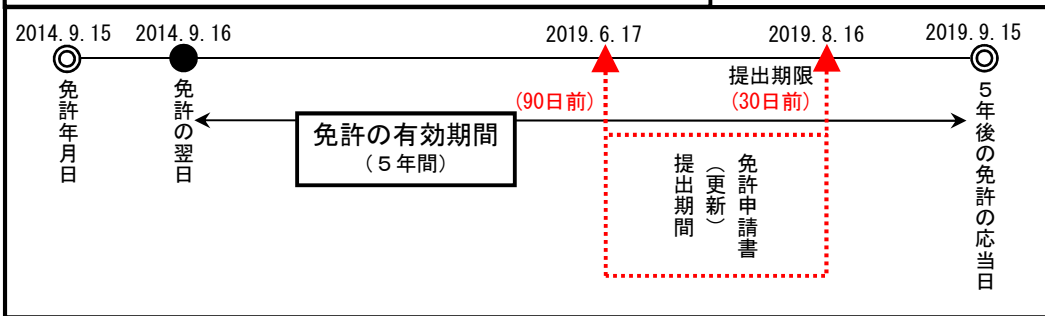 2014.9.15
2014.9.16
2019.6.17
2019.8.16
2019.9.15
免許年月日
免許の翌日
免許の有効期間
（５年間）
(90日前)
提出期限
(30日前)
免許申請書
（更新）
提出期間
５年後の免許の応当日